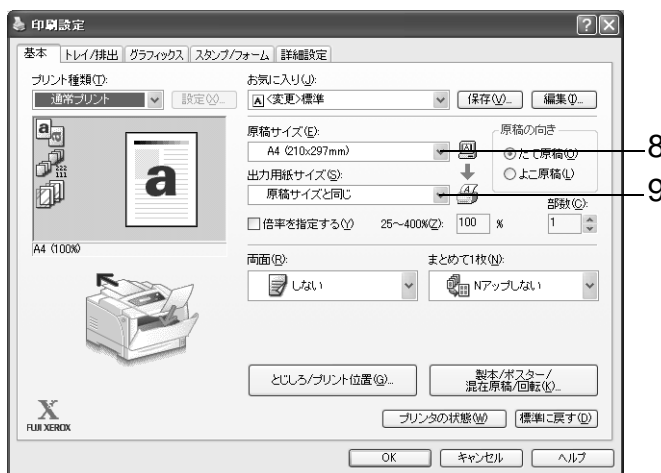 印刷設定
基本 トレイ/排出 グラフィックス スタンプ/フォーム 詳細設定
プリント種類(T):
通常プリント 設定(X)...
お気に入り(J):
A <変更>標準 保存(V)... 編集(I)...
原稿サイズ(E):
A4 (210x297mm)
8
原稿の向き
たて原稿(O)
よこ原稿(L)
出力用紙サイズ(S):
原稿サイズと同じ
9
部数(C):
1
倍率を指定する(Y) 25～400%(Z): 100 %
a
A4 (100%)
両面(R):
しない
まとめて1枚(N):
Nアップしない
とじしろ/プリント位置(G)...
製本/ポスター/
混在原稿/回転(K)...
X
FUJI XEROX
プリンタの状態(W) 標準に戻す(D)
OK キャンセル ヘルプ